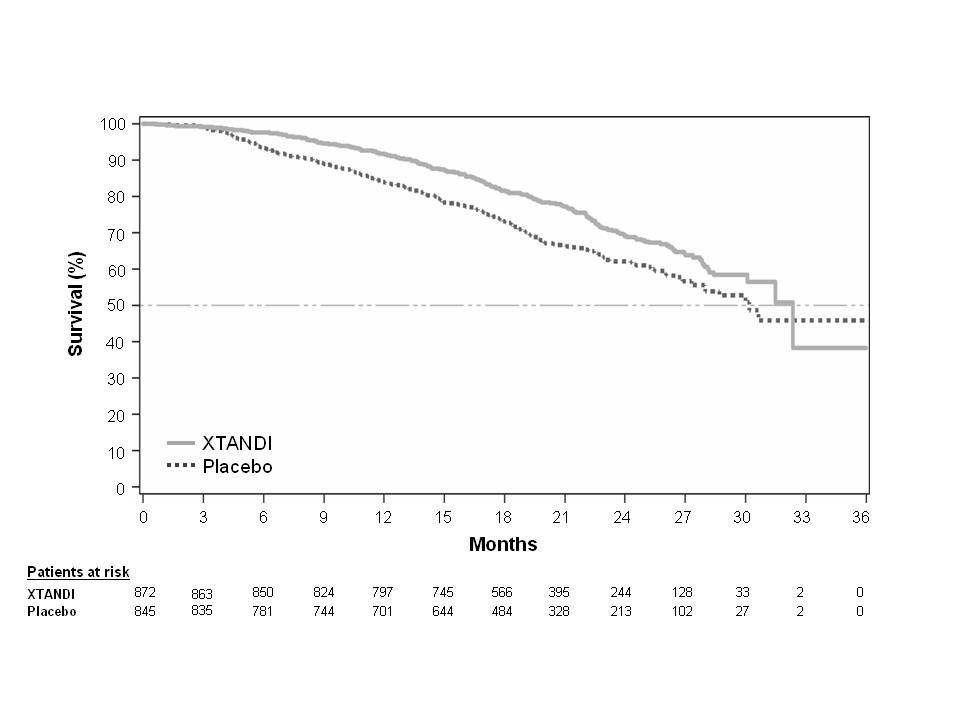 100
90
80
70
60
50
40
30
20
10
0
Survival (%)
XTANDI
Placebo
0 3 6 9 12 15 18 21 24 27 30 33 36
Months
Patients at risk
XTANDI 872 863 850 824 797 745 566 395 244 128 33 2 0
Placebo 845 835 781 744 701 644 484 328 213 102 27 2 0